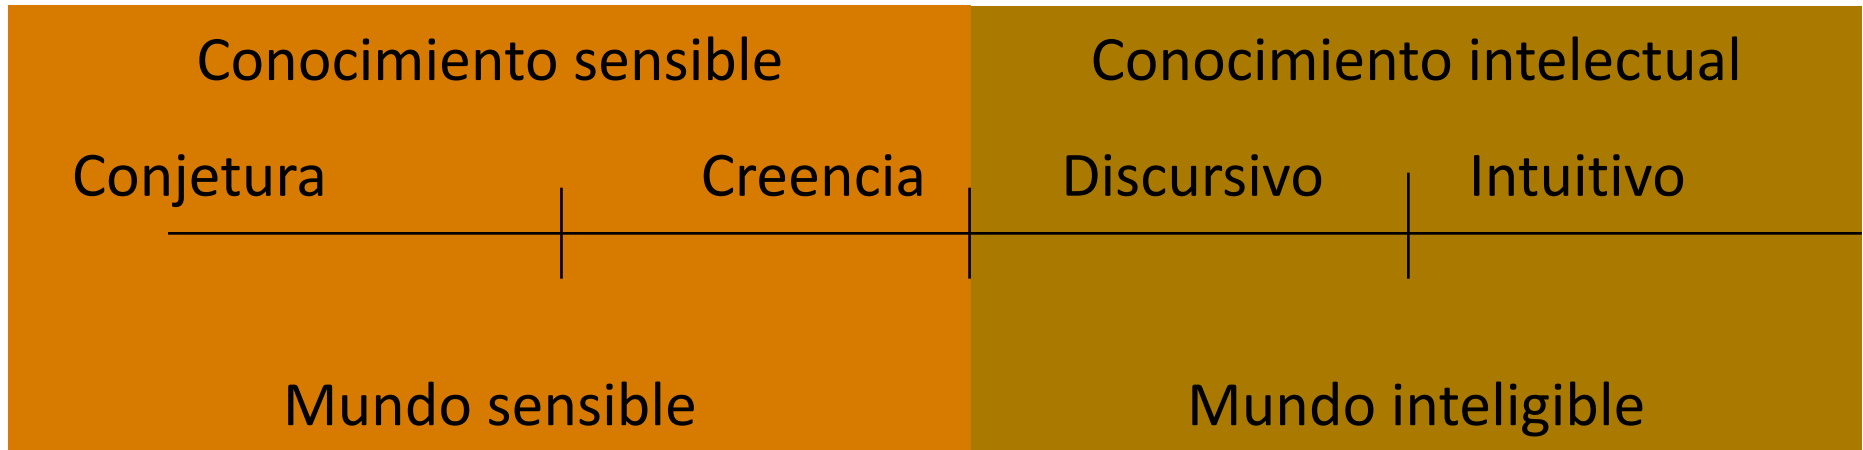 Conocimiento sensible
Conocimiento intelectual
Conjetura
Creencia
Discursivo
Intuitivo
Mundo sensible
Mundo inteligible